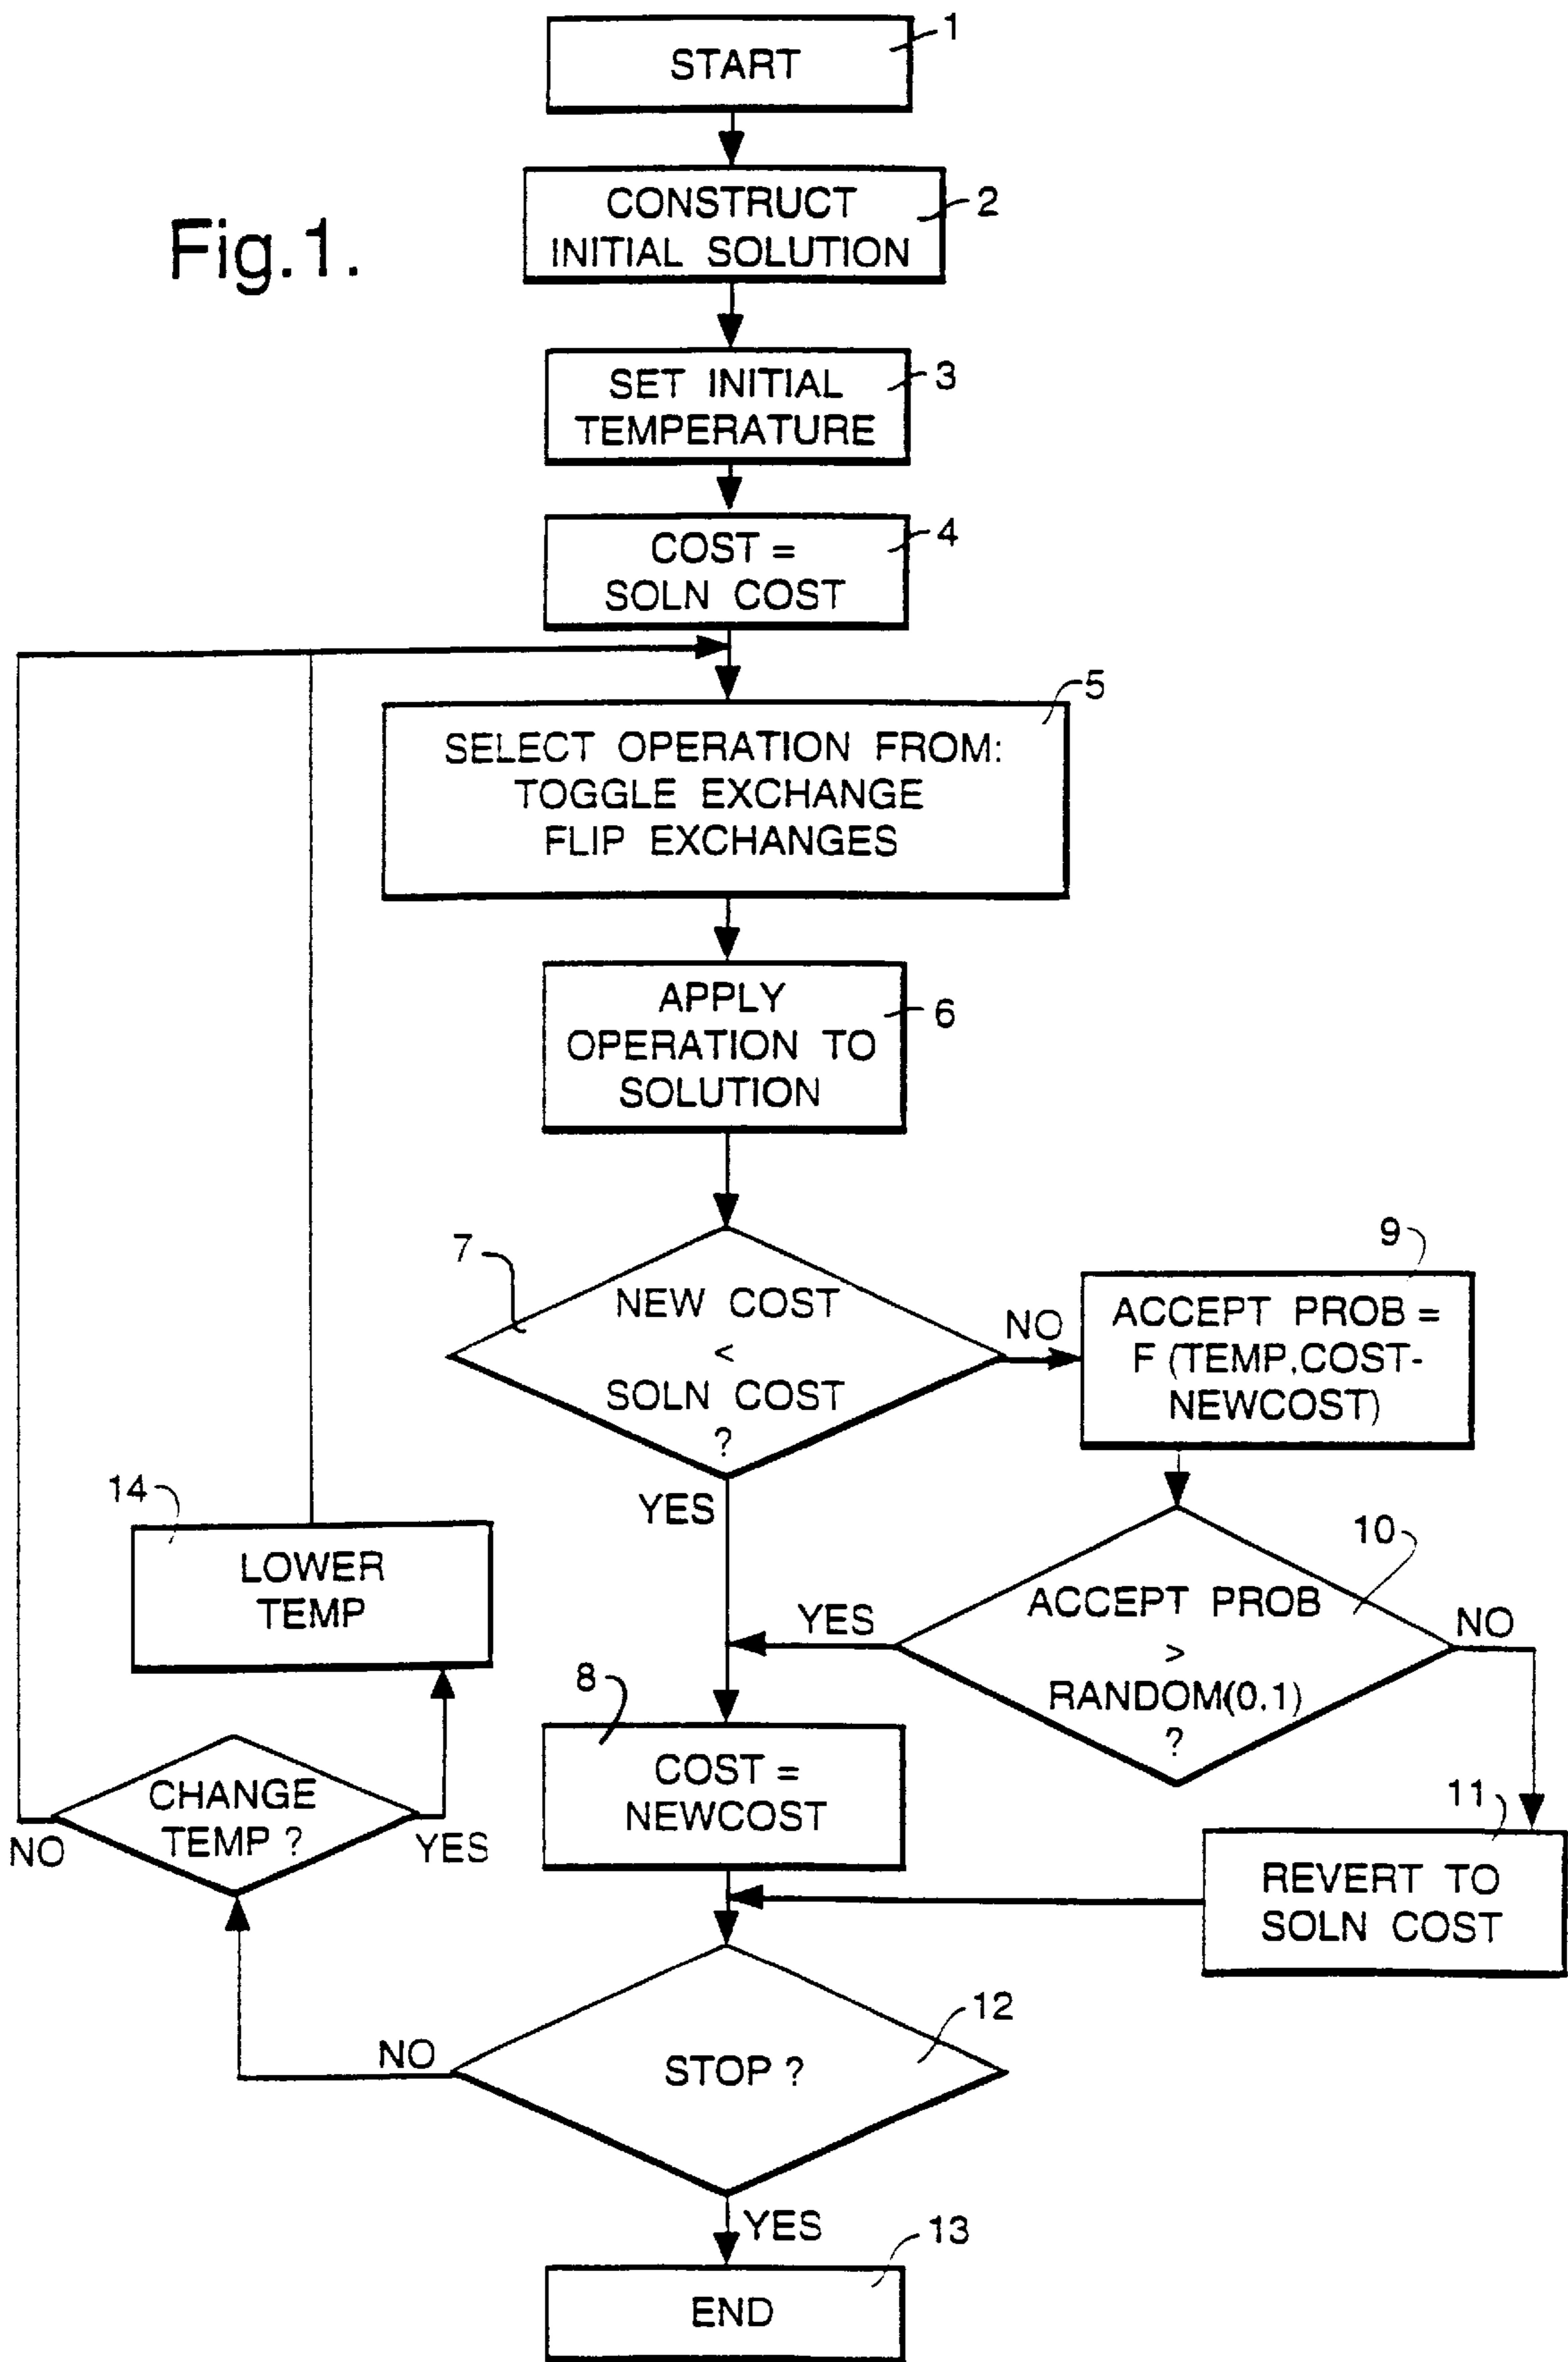 1
START
Fig.1.
2
CONSTRUCT
INITIAL SOLUTION
3
SET INITIAL
TEMPERATURE
4
COST =
SOLN COST
5
SELECT OPERATION FROM:
TOGGLE EXCHANGE
FLIP EXCHANGES
6
APPLY
OPERATION TO
SOLUTION
7
NEW COST
<
SOLN COST
?
NO
YES
9
ACCEPT PROB =
F (TEMP,COST-
NEWCOST)
10
ACCEPT PROB
>
RANDOM(0,1)
?
YES
NO
14
LOWER
TEMP
8
COST =
NEWCOST
11
REVERT TO
SOLN COST
CHANGE
TEMP ?
NO
YES
12
STOP ?
NO
YES
13
END